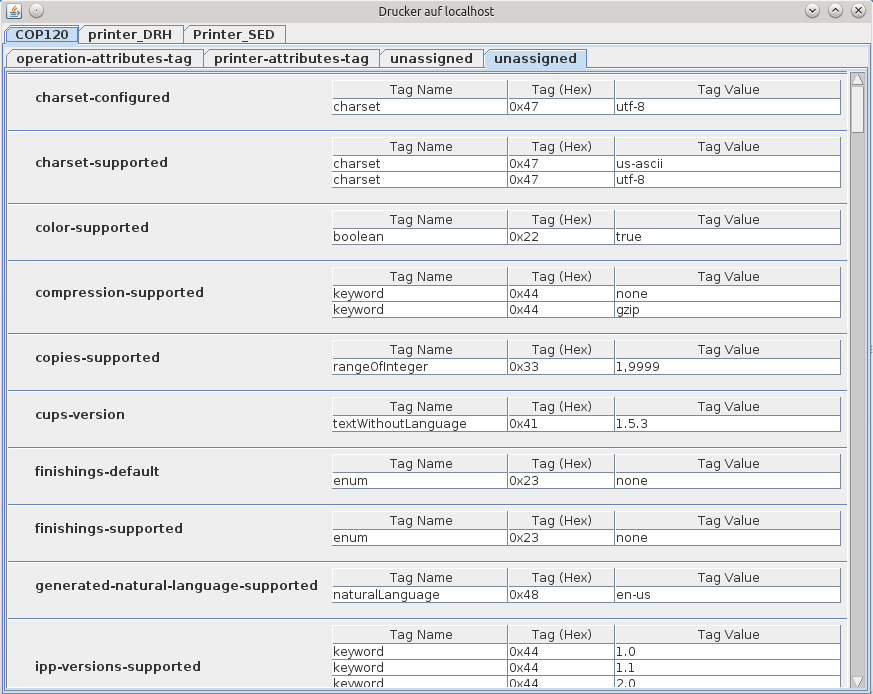 Drucker auf localhost
COP120 printer_DRH Printer_SED
operation-attributes-tag printer-attributes-tag unassigned unassigned
charset-configured
Tag Name Tag (Hex) Tag Value
charset 0x47 utf-8
charset-supported
Tag Name Tag (Hex) Tag Value
charset 0x47 us-ascii
charset 0x47 utf-8
color-supported
Tag Name Tag (Hex) Tag Value
boolean 0x22 true
compression-supported
Tag Name Tag (Hex) Tag Value
keyword 0x44 none
keyword 0x44 gzip
copies-supported
Tag Name Tag (Hex) Tag Value
rangeOfInteger 0x33 1,9999
cups-version
Tag Name Tag (Hex) Tag Value
textWithoutLanguage 0x41 1.5.3
finishings-default
Tag Name Tag (Hex) Tag Value
enum 0x23 none
finishings-supported
Tag Name Tag (Hex) Tag Value
enum 0x23 none
generated-natural-language-supported
Tag Name Tag (Hex) Tag Value
naturalLanguage 0x48 en-us
ipp-versions-supported
Tag Name Tag (Hex) Tag Value
keyword 0x44 1.0
keyword 0x44 1.1
keyword 0x44 2.0